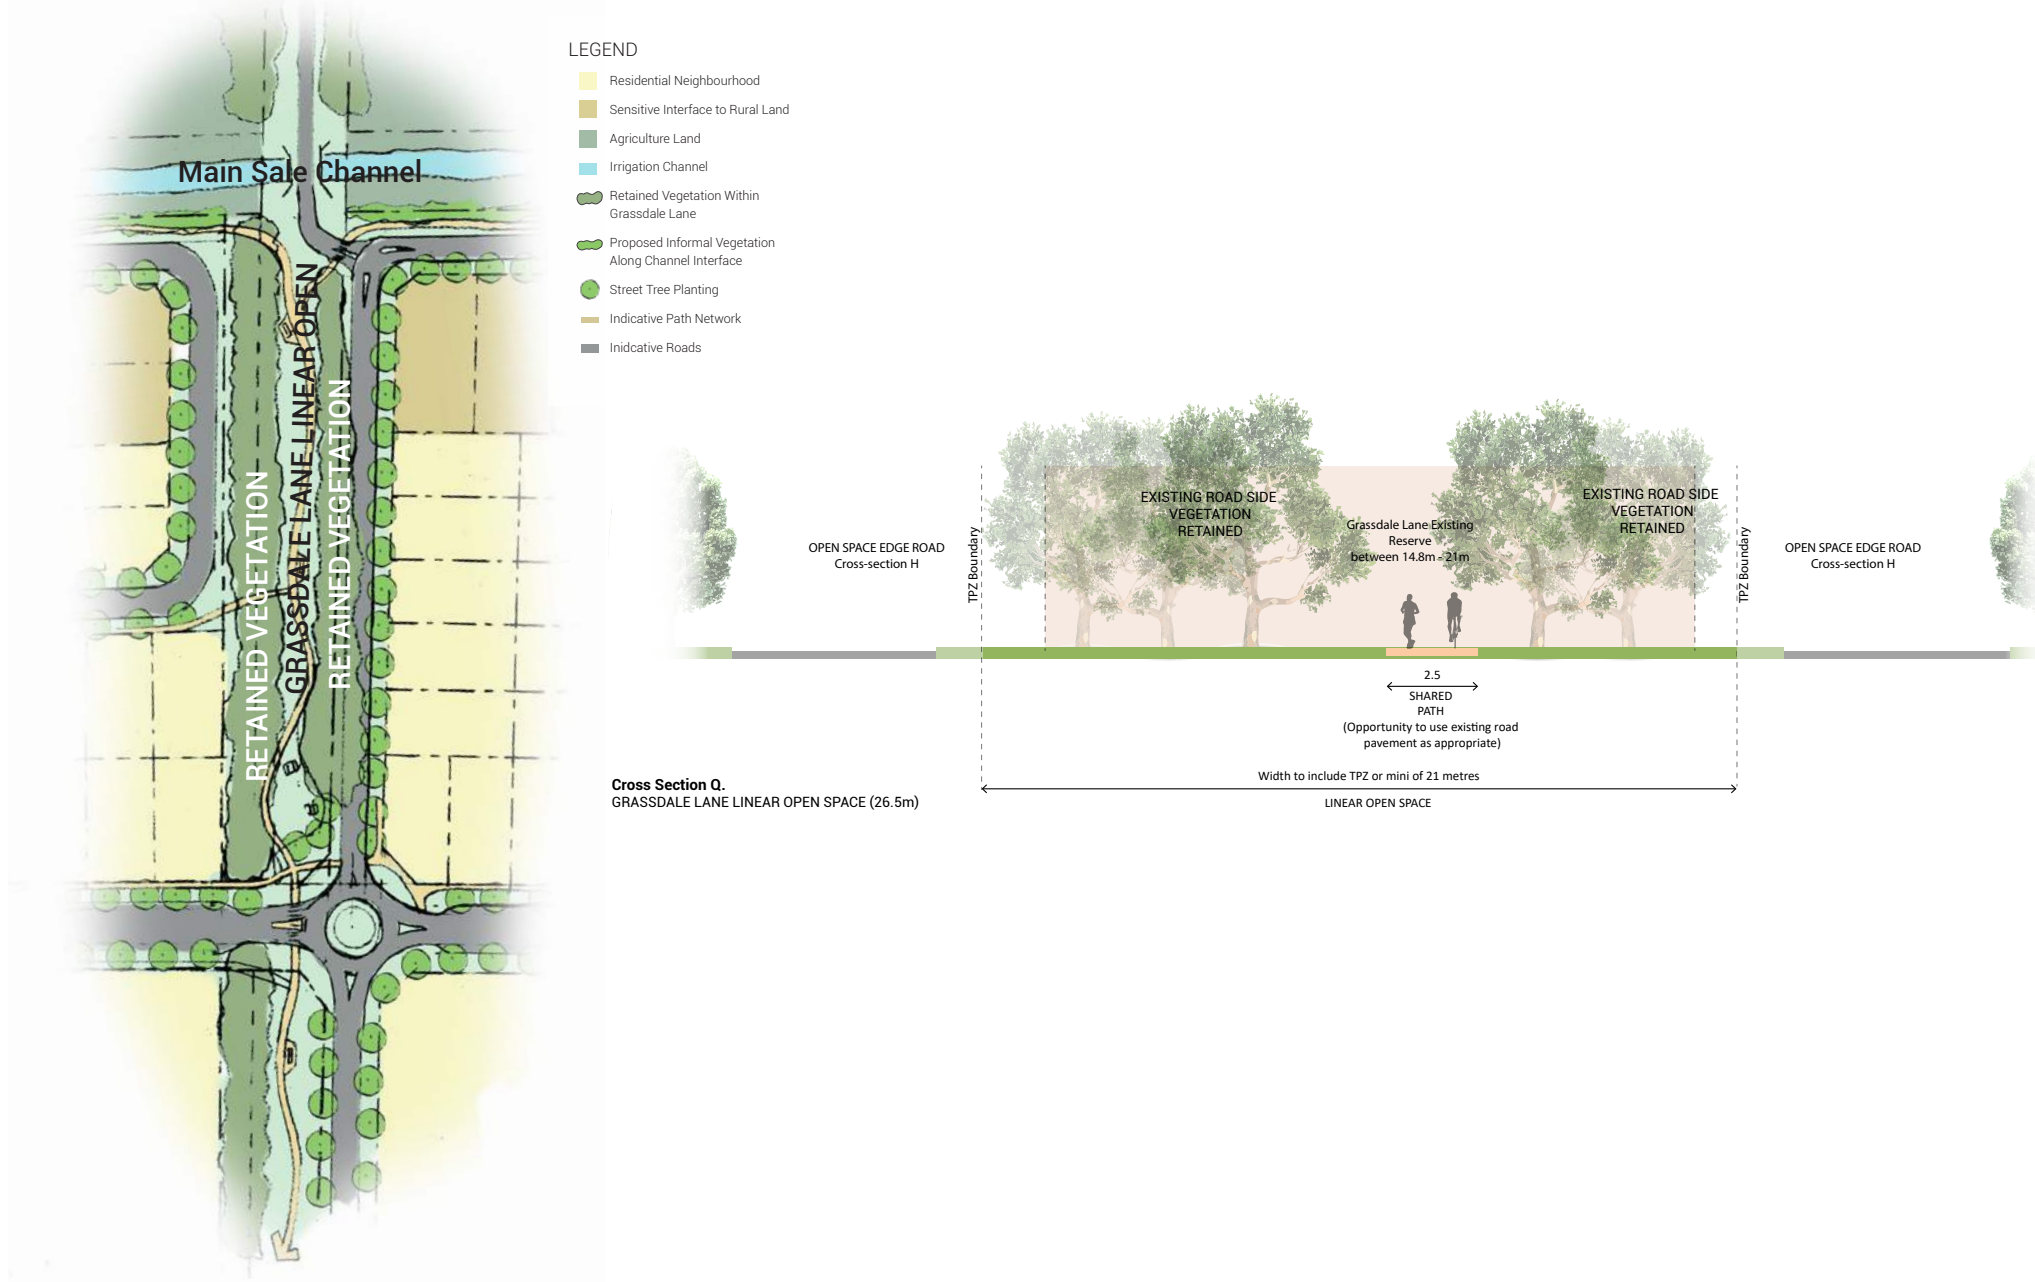 LEGEND
Residential Neighbourhood
Sensitive Interface to Rural Land
Agriculture Land
Irrigation Channel
Retained Vegetation Within
Grassdale Lane
Proposed Informal Vegetation
Along Channel Interface
Street Tree Planting
Indicative Path Network
Inidcative Roads
Main Sale Channel
RETAINED VEGETATION
GRASSDALE LANE LINEAR OPEN
RETAINED VEGETATION
OPEN SPACE EDGE ROAD
Cross-section H
TPZ Boundary
EXISTING ROAD SIDE
VEGETATION
RETAINED
Grassdale Lane Existing
Reserve
between 14.8m - 21m
EXISTING ROAD SIDE
VEGETATION
RETAINED
TPZ Boundary
OPEN SPACE EDGE ROAD
Cross-section H
2.5
SHARED
PATH
(Opportunity to use existing road
pavement as appropriate)
Width to include TPZ or mini of 21 metres
LINEAR OPEN SPACE
Cross Section Q.
GRASSDALE LANE LINEAR OPEN SPACE (26.5m)